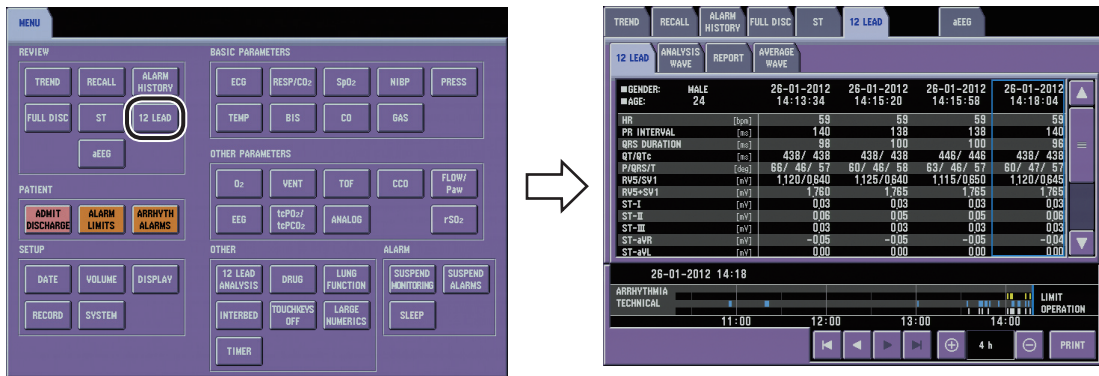 MENU
REVIEW
TREND RECALL ALARM HISTORY
FULL DISC ST 12 LEAD
aEEG
PATIENT
ADMIT DISCHARGE ALARM LIMITS ARRHYTH ALARMS
SETUP
DATE VOLUME DISPLAY
RECORD SYSTEM
BASIC PARAMETERS
ECG RESP/CO2 SpO2 NIBP PRESS
TEMP BIS CO GAS
OTHER PARAMETERS
O2 VENT TOF CCO FLOW/Paw
EEG tcPO2/tcPCO2 ANALOG rSO2
OTHER
12 LEAD ANALYSIS DRUG LUNG FUNCTION
INTERBED TOUCHKEYS OFF LARGE NUMERICS
TIMER
ALARM
SUSPEND MONITORING SUSPEND ALARMS
SLEEP
TREND RECALL ALARM HISTORY FULL DISC ST 12 LEAD aEEG
12 LEAD ANALYSIS WAVE REPORT AVERAGE WAVE
■GENDER: MALE 26-01-2012 26-01-2012 26-01-2012 26-01-2012
■AGE: 24 14:13:34 14:15:20 14:15:58 14:18:04
HR [bpm] 59 59 59 59
PR INTERVAL [ms] 140 138 138 140
QRS DURATION [ms] 98 100 100 96
QT/QTc [ms] 438/ 438 438/ 438 446/ 446 438/ 438
P/QRS/T [deg] 66/ 46/ 57 60/ 46/ 58 63/ 46/ 57 60/ 47/ 57
RV5/SV1 [mV] 1,120/0,640 1,125/0,640 1,115/0,650 1,120/0,645
RV5+SV1 [mV] 1,760 1,765 1,765 1,765
ST-I [mV] 0,03 0,03 0,03 0,03
ST-II [mV] 0,06 0,05 0,05 0,06
ST-III [mV] 0,03 0,03 0,03 0,03
ST-aVR [mV] -0,05 -0,05 -0,05 -0,04
ST-aVL [mV] 0,00 0,00 0,00 0,00
26-01-2012 14:18
ARRHYTHMIA LIMIT
TECHNICAL OPERATION
11:00 12:00 13:00 14:00
4 h PRINT